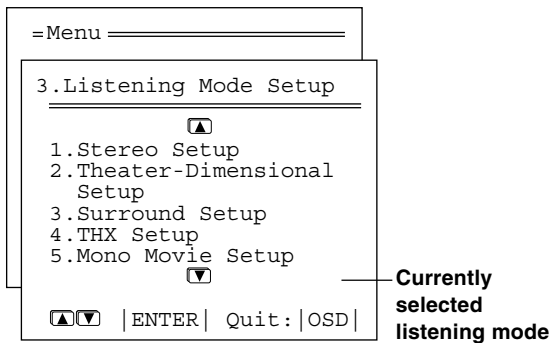 =Menu
3.Listening Mode Setup
1.Stereo Setup
2.Theater-Dimensional
Setup
3.Surround Setup
4.THX Setup
5.Mono Movie Setup
|ENTER| Quit:|OSD|
Currently
selected
listening mode